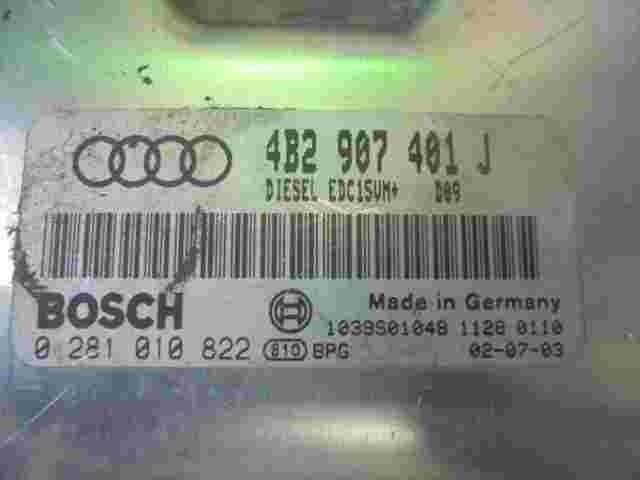 4B2 907 401 J
DIESEL EDC15VM+ D09
BOSCH
Made in Germany
1039S01048 1128 0110
0 281 010 822 810 BPG 02-07-03